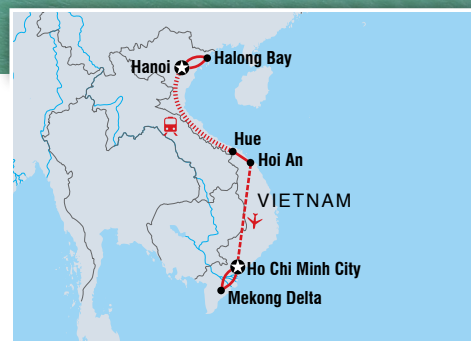 Halong Bay
Hanoi
Hue
Hoi An
VIETNAM
Ho Chi Minh City
Mekong Delta